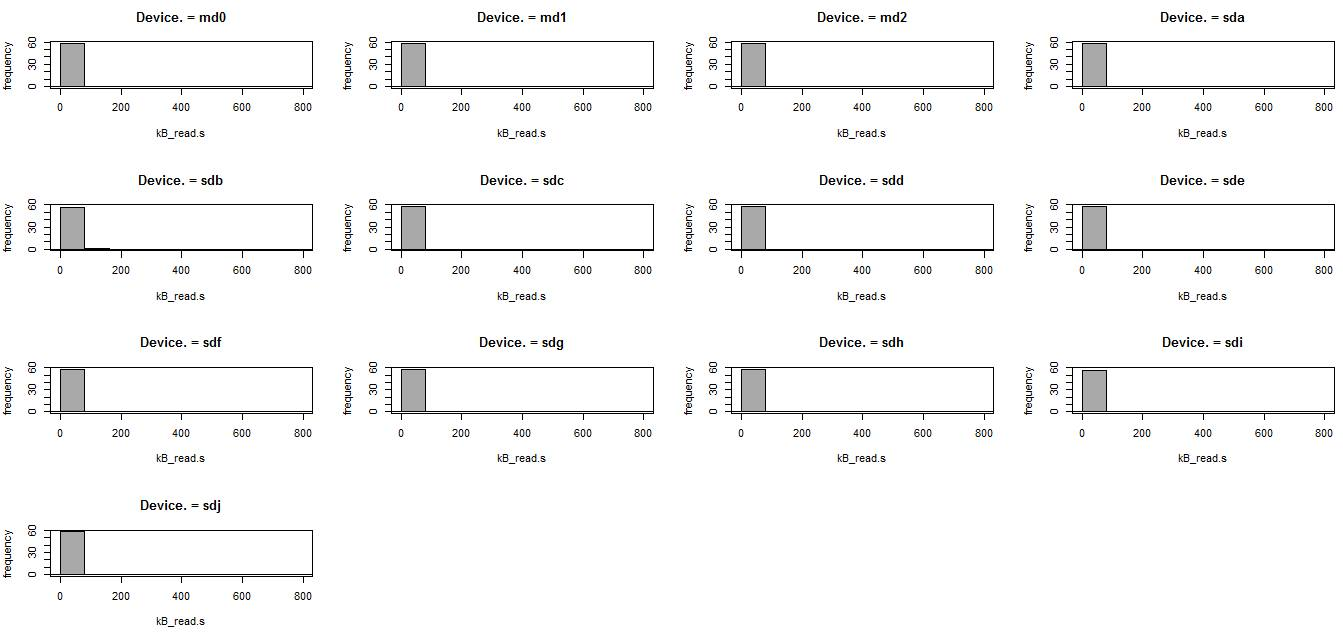 Device. = md0
frequency
0 30 60
0 200 400 600 800
kB_read.s
Device. = md1
frequency
0 30 60
0 200 400 600 800
kB_read.s
Device. = md2
frequency
0 30 60
0 200 400 600 800
kB_read.s
Device. = sda
frequency
0 30 60
0 200 400 600 800
kB_read.s
Device. = sdb
frequency
0 30 60
0 200 400 600 800
kB_read.s
Device. = sdc
frequency
0 30 60
0 200 400 600 800
kB_read.s
Device. = sdd
frequency
0 30 60
0 200 400 600 800
kB_read.s
Device. = sde
frequency
0 30 60
0 200 400 600 800
kB_read.s
Device. = sdf
frequency
0 30 60
0 200 400 600 800
kB_read.s
Device. = sdg
frequency
0 30 60
0 200 400 600 800
kB_read.s
Device. = sdh
frequency
0 30 60
0 200 400 600 800
kB_read.s
Device. = sdi
frequency
0 30 60
0 200 400 600 800
kB_read.s
Device. = sdj
frequency
0 30 60
0 200 400 600 800
kB_read.s